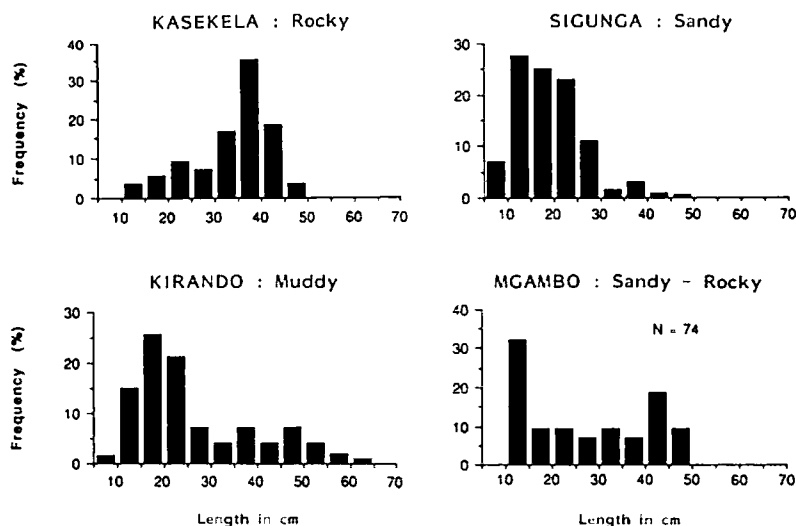 KASEKELA : Rocky
Frequency (%)
40
30
20
10
0
10 20 30 40 50 60 70
SIGUNGA : Sandy
30
20
10
0
10 20 30 40 50 60 70
KIRANDO : Muddy
Frequency (%)
30
20
10
0
10 20 30 40 50 60 70
Length in cm
MGAMBO : Sandy - Rocky
N = 74
40
30
20
10
0
10 20 30 40 50 60 70
Length in cm